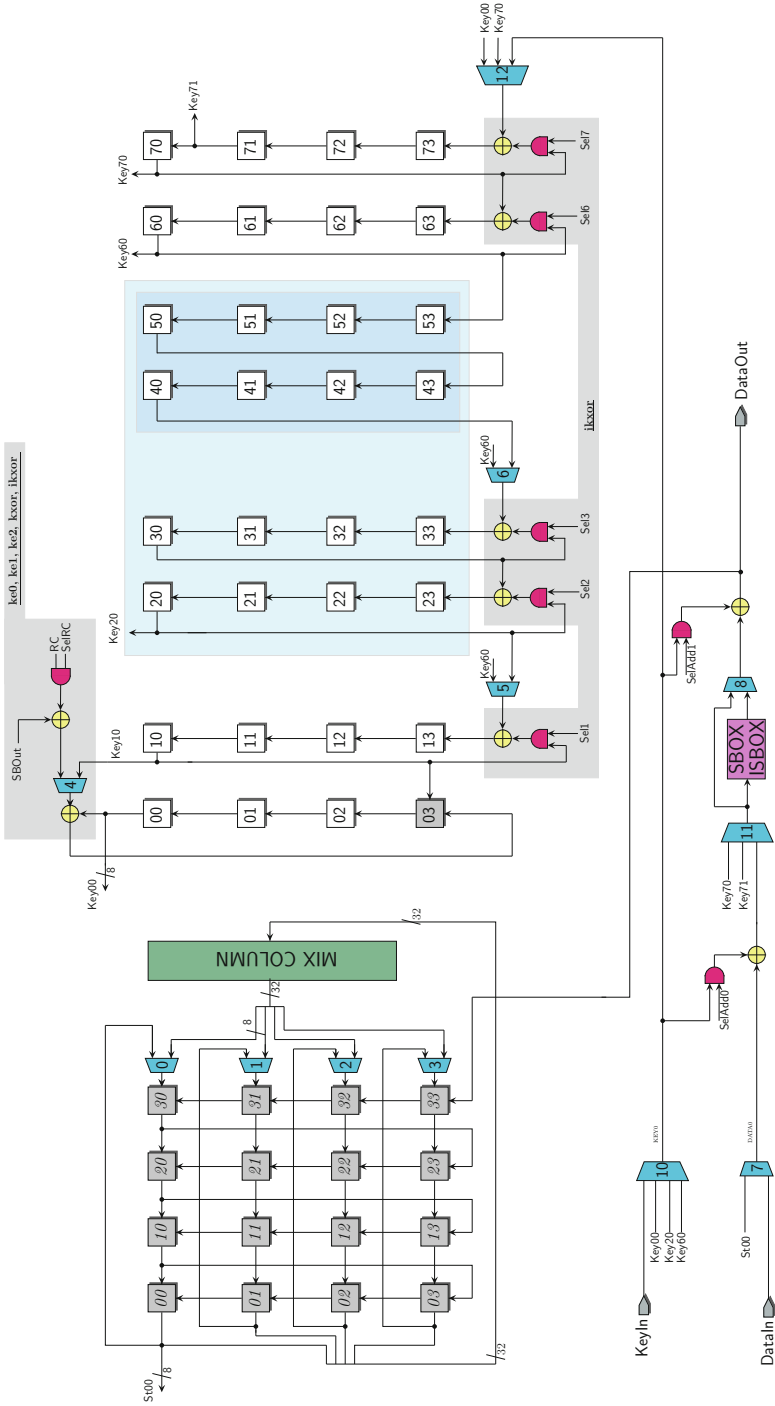 St00
8
00
10
20
30
0
01
11
21
31
1
8
02
12
22
32
2
03
13
23
33
3
32
32
MIX COLUMN
32
ke0, ke1, ke2, kxor, ikxor
SBOut
RC
SelRC
4
Key00
8
Key10
Key20
Key60
Key70
Key71
00
10
20
30
40
50
60
70
01
11
21
31
41
51
61
71
02
12
22
32
42
52
62
72
03
13
23
33
43
53
63
73
Key60
5
Key60
6
Key00
Key70
12
Sel1
Sel2
Sel3
Sel6
Sel7
ikxor
KeyIn
Key00
Key20
Key60
10
KEY0
SelAdd0
SelAdd1
DataIn
St00
7
DATA0
Key70
Key71
11
SBOX
ISBOX
8
DataOut